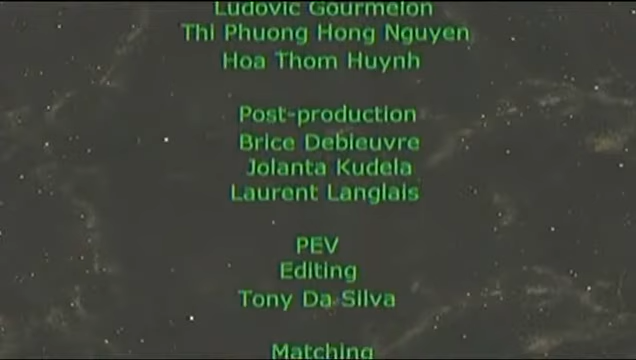 Ludovic Gourmelon
Thi Phuong Hong Nguyen
Hoa Thom Huynh
Post-production
Brice Debieuvre
Jolanta Kudela
Laurent Langlais
PEV
Editing
Tony Da Silva
Matching